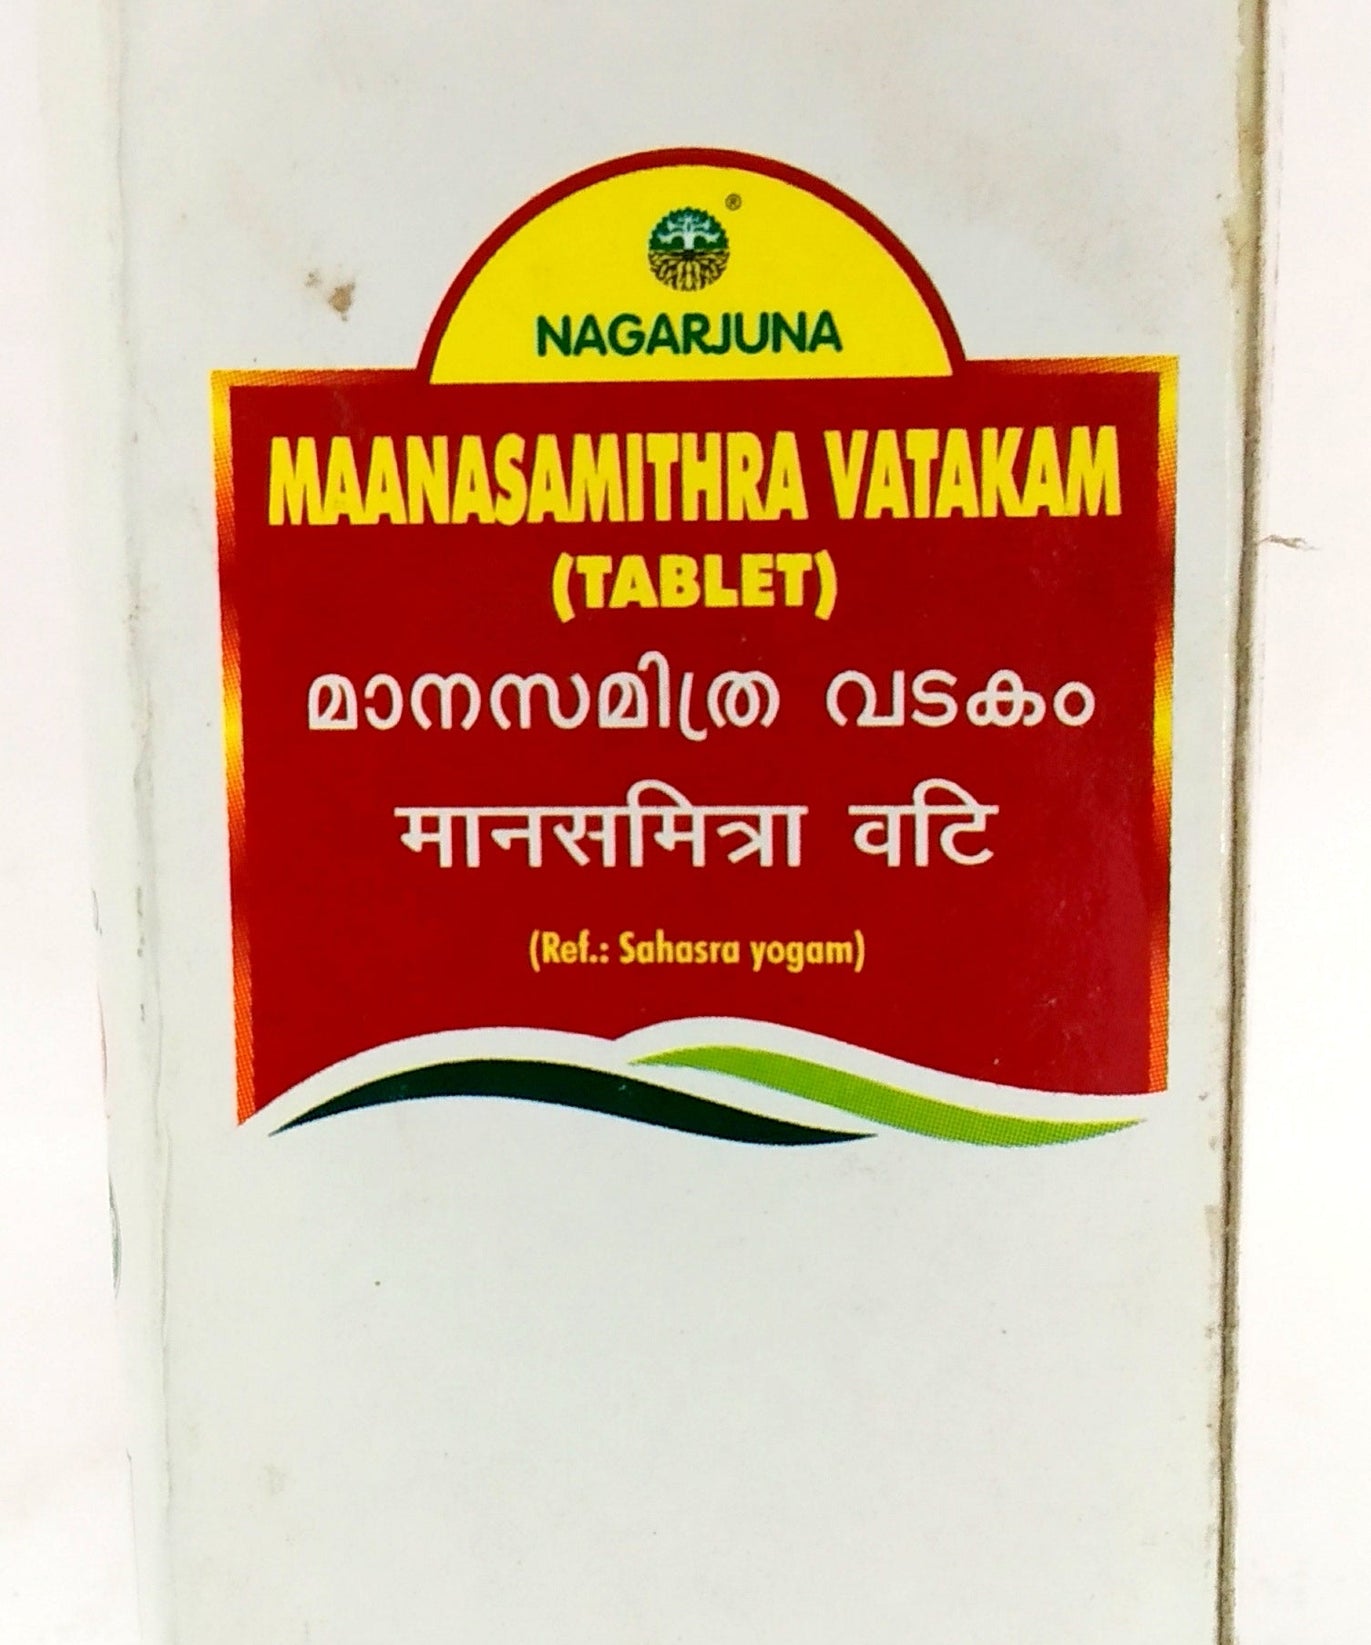 ®
NAGARJUNA
MAANASAMITHRA VATAKAM
(TABLET)
മാനസമിത്ര വടകം
मानसमित्रा वटि
(Ref.: Sahasra yogam)